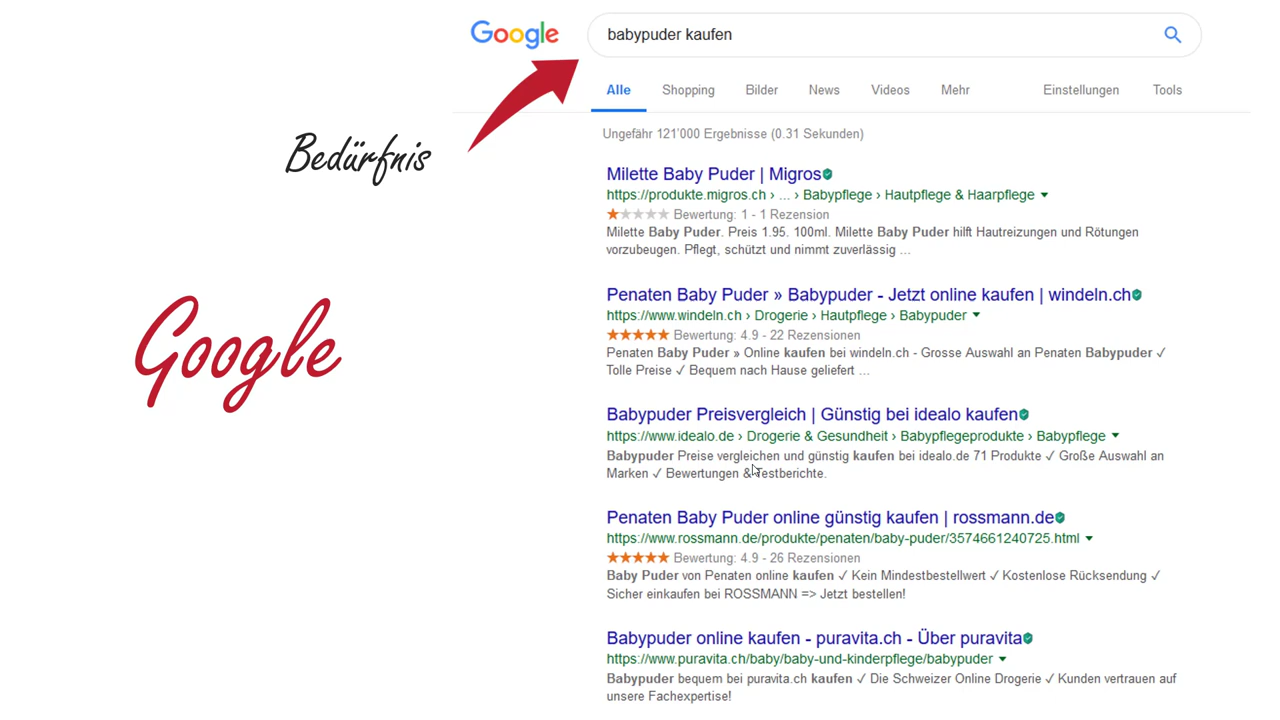 Google
babypuder kaufen
Alle Shopping Bilder News Videos Mehr Einstellungen Tools
Ungefähr 121'000 Ergebnisse (0.31 Sekunden)
Bedürfnis
Google
Milette Baby Puder | Migros
https://produkte.migros.ch › ... › Babypflege › Hautpflege & Haarpflege
Bewertung: 1 - 1 Rezension
Milette Baby Puder. Preis 1.95. 100ml. Milette Baby Puder hilft Hautreizungen und Rötungen
vorzubeugen. Pflegt, schützt und nimmt zuverlässig ...
Penaten Baby Puder » Babypuder - Jetzt online kaufen | windeln.ch
https://www.windeln.ch › Drogerie › Hautpflege › Babypuder
Bewertung: 4.9 - 22 Rezensionen
Penaten Baby Puder » Online kaufen bei windeln.ch - Grosse Auswahl an Penaten Babypuder ✓
Tolle Preise ✓ Bequem nach Hause geliefert ...
Babypuder Preisvergleich | Günstig bei idealo kaufen
https://www.idealo.de › Drogerie & Gesundheit › Babypflegeprodukte › Babypflege
Babypuder Preise vergleichen und günstig kaufen bei idealo.de 71 Produkte ✓ Große Auswahl an
Marken ✓ Bewertungen & Testberichte.
Penaten Baby Puder online günstig kaufen | rossmann.de
https://www.rossmann.de/produkte/penaten/baby-puder/3574661240725.html
Bewertung: 4.9 - 26 Rezensionen
Baby Puder von Penaten online kaufen ✓ Kein Mindestbestellwert ✓ Kostenlose Rücksendung ✓
Sicher einkaufen bei ROSSMANN => Jetzt bestellen!
Babypuder online kaufen - puravita.ch - Über puravita
https://www.puravita.ch/baby/baby-und-kinderpflege/babypuder
Babypuder bequem bei puravita.ch kaufen ✓ Die Schweizer Online Drogerie ✓ Kunden vertrauen auf
unsere Fachexpertise!